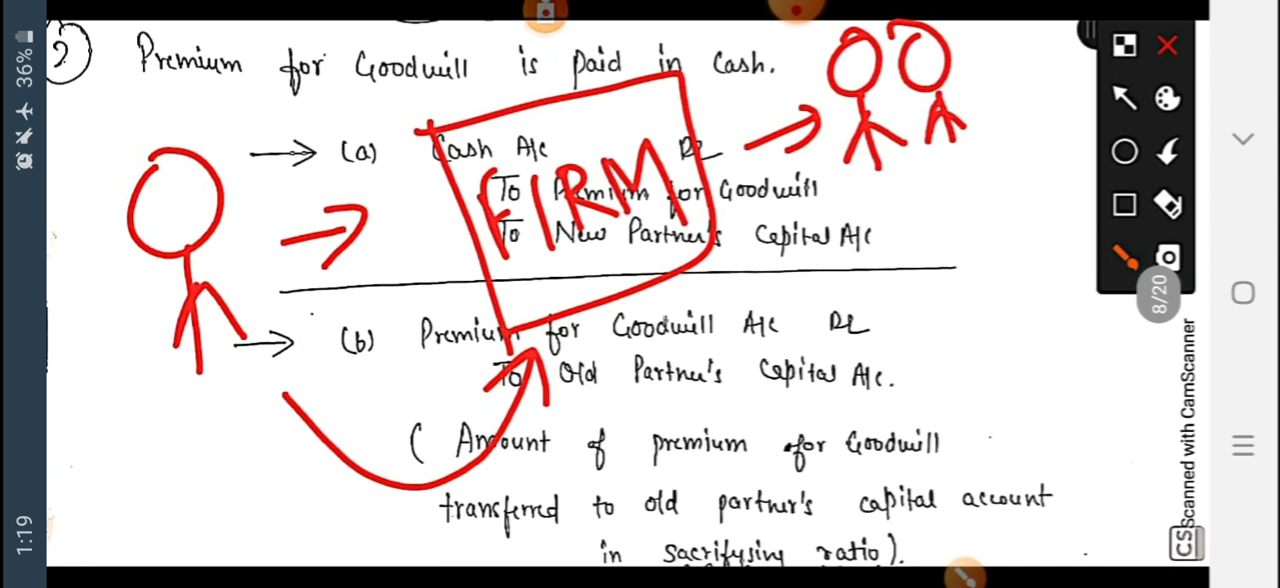 2
Premium for Goodwill is paid in Cash.
(a) Cash A/c Dr
To Premium for Goodwill
To New Partner's Capital A/c
FIRM
(b) Premium for Goodwill A/c Dr
To Old Partner's Capital A/c.
( Amount of premium for Goodwill
transferred to old partner's capital account
in sacrifysing ratio).
36%
1:19
8/20
CS Scanned with CamScanner